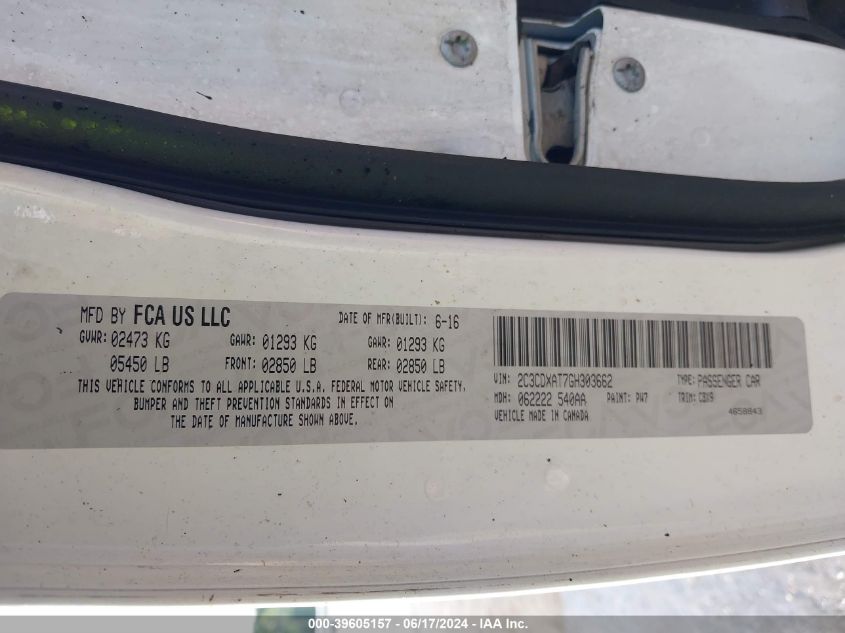 MFD BY FCA US LLC DATE OF MFR(BUILT): 6-16
GVWR: 02473 KG GAWR: 01293 KG GAWR: 01293 KG
05450 LB FRONT: 02850 LB REAR: 02850 LB
THIS VEHICLE CONFORMS TO ALL APPLICABLE U.S.A. FEDERAL MOTOR VEHICLE SAFETY,
BUMPER AND THEFT PREVENTION STANDARDS IN EFFECT ON
THE DATE OF MANUFACTURE SHOWN ABOVE.
VIN: 2C3CDXAT7GH303662 TYPE: PASSENGER CAR
MDH: 062222 540AA PAINT: PW7 TRIM: CBX9
VEHICLE MADE IN CANADA 4658843
000-39605157 - 06/17/2024 - IAA Inc.